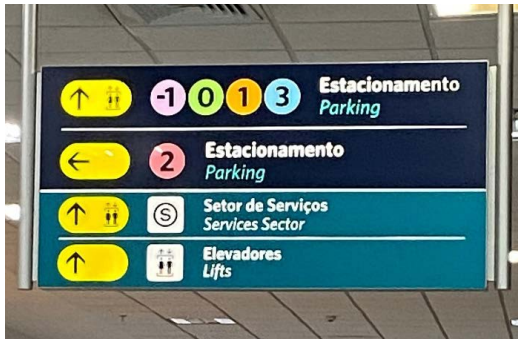 ↑ -1 0 1 3 Estacionamento
Parking
← 2 Estacionamento
Parking
↑ S Setor de Serviços
Services Sector
↑ Elevadores
Lifts